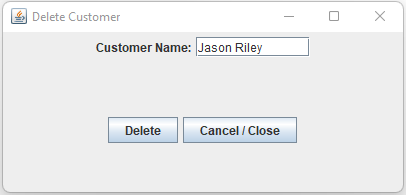 Delete Customer
Customer Name: Jason Riley
Delete Cancel / Close